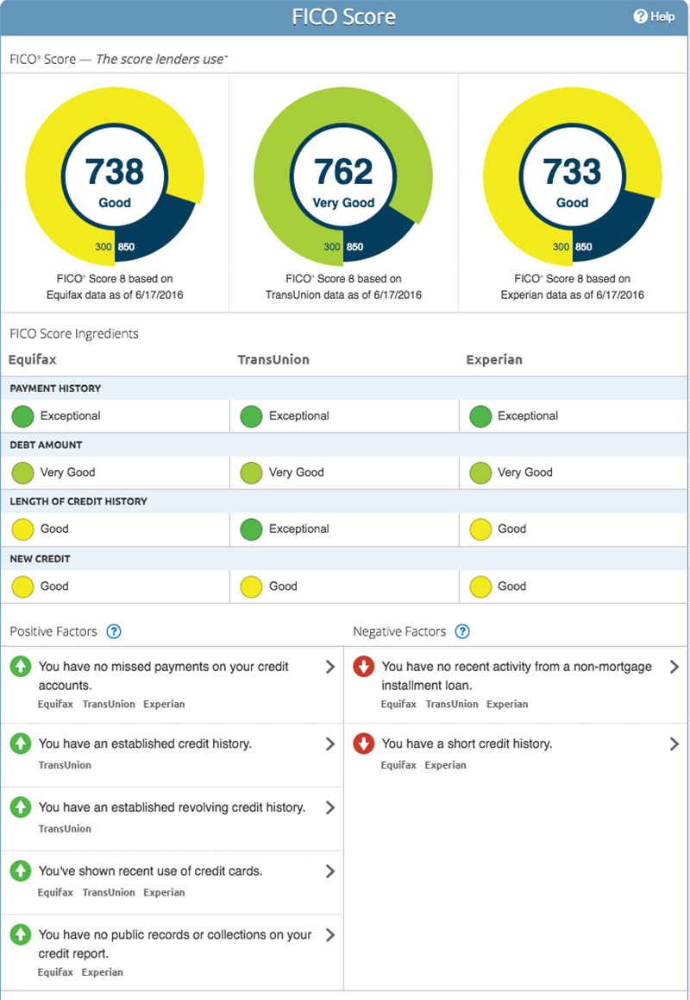 FICO Score
Help
FICO® Score — The score lenders use™
738
Good
300 850
FICO® Score 8 based on
Equifax data as of 6/17/2016
762
Very Good
300 850
FICO® Score 8 based on
TransUnion data as of 6/17/2016
733
Good
300 850
FICO® Score 8 based on
Experian data as of 6/17/2016
FICO Score Ingredients
Equifax TransUnion Experian
PAYMENT HISTORY
Exceptional Exceptional Exceptional
DEBT AMOUNT
Very Good Very Good Very Good
LENGTH OF CREDIT HISTORY
Good Exceptional Good
NEW CREDIT
Good Good Good
Positive Factors ?
You have no missed payments on your credit
accounts.
Equifax TransUnion Experian
You have an established credit history.
TransUnion
You have an established revolving credit history.
TransUnion
You've shown recent use of credit cards.
Equifax TransUnion Experian
You have no public records or collections on your
credit report.
Equifax Experian
Negative Factors ?
You have no recent activity from a non-mortgage
installment loan.
Equifax TransUnion Experian
You have a short credit history.
Equifax Experian